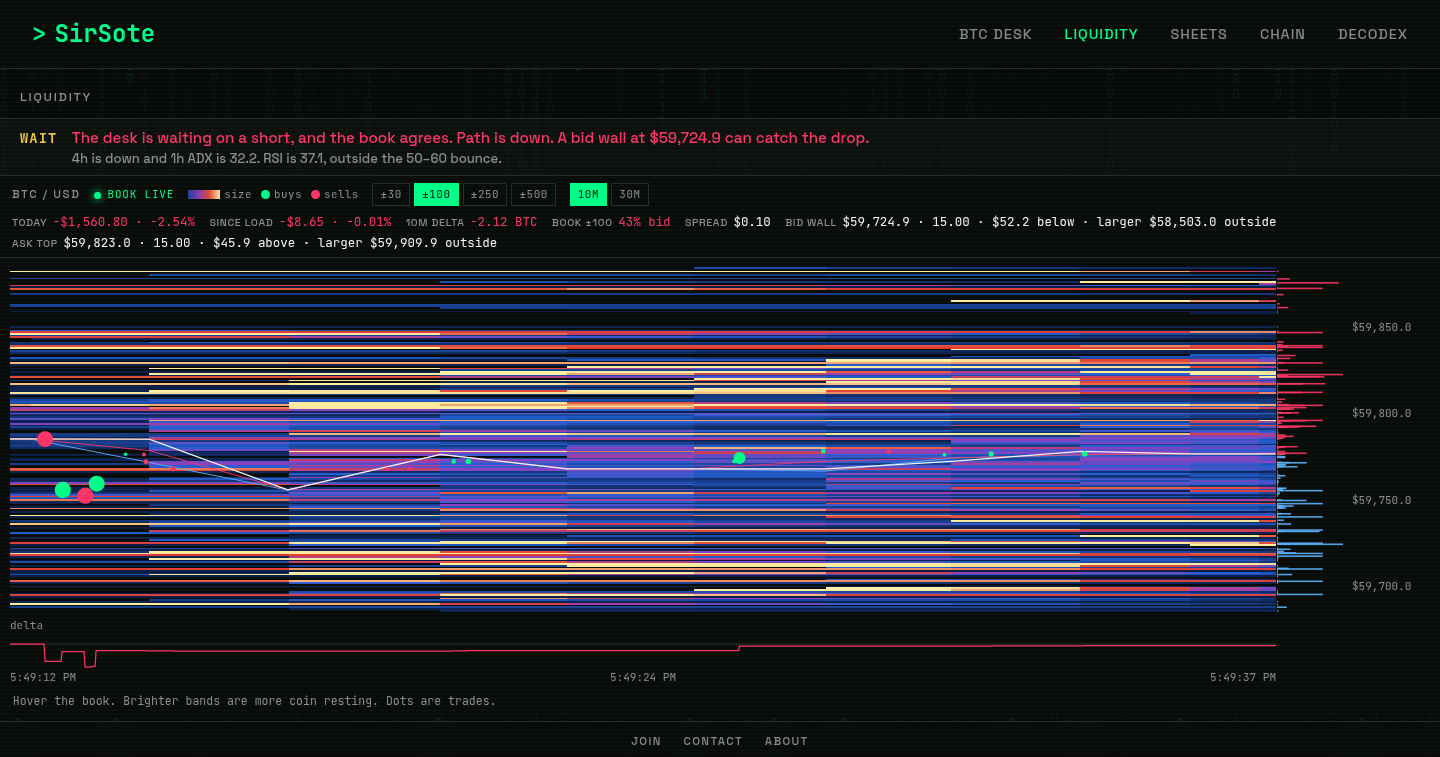 > SirSote
BTC DESK LIQUIDITY SHEETS CHAIN DECODEX
LIQUIDITY
WAIT The desk is waiting on a short, and the book agrees. Path is down. A bid wall at $59,724.9 can catch the drop.
4h is down and 1h ADX is 32.2. RSI is 37.1, outside the 50–60 bounce.
BTC / USD BOOK LIVE size buys sells ±30 ±100 ±250 ±500 10M 30M
TODAY -$1,560.80 · -2.54% SINCE LOAD -$8.65 · -0.01% 10M DELTA -2.12 BTC BOOK ±100 43% bid SPREAD $0.10 BID WALL $59,724.9 · 15.00 · $52.2 below · larger $58,503.0 outside
ASK TOP $59,823.0 · 15.00 · $45.9 above · larger $59,909.9 outside
$59,850.0
$59,800.0
$59,750.0
$59,700.0
delta
5:49:12 PM 5:49:24 PM 5:49:37 PM
Hover the book. Brighter bands are more coin resting. Dots are trades.
JOIN CONTACT ABOUT